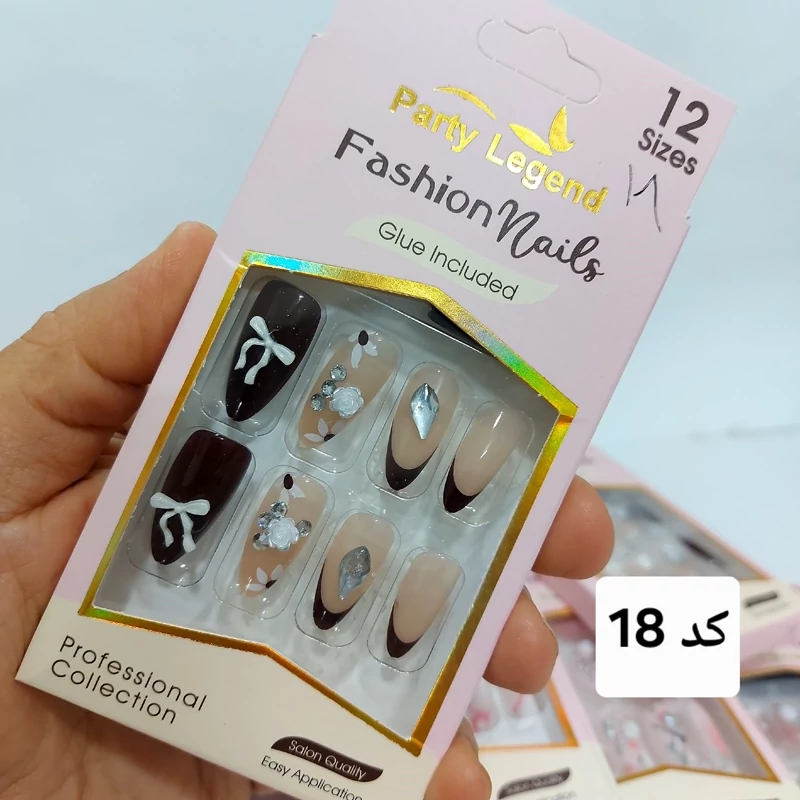 12
Sizes
Party Legend
Fashion Nails
Glue Included
Professional
Collection
Salon Quality
Easy Application
کد 18